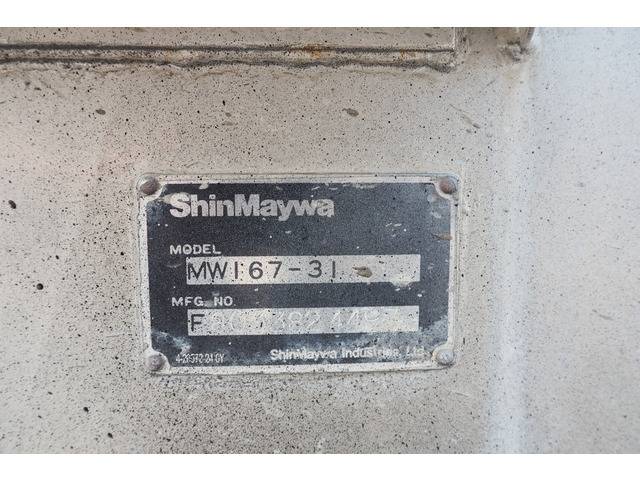 ShinMaywa
MODEL
MW167-31
MFG. NO.
ShinMaywa Industries, Ltd.